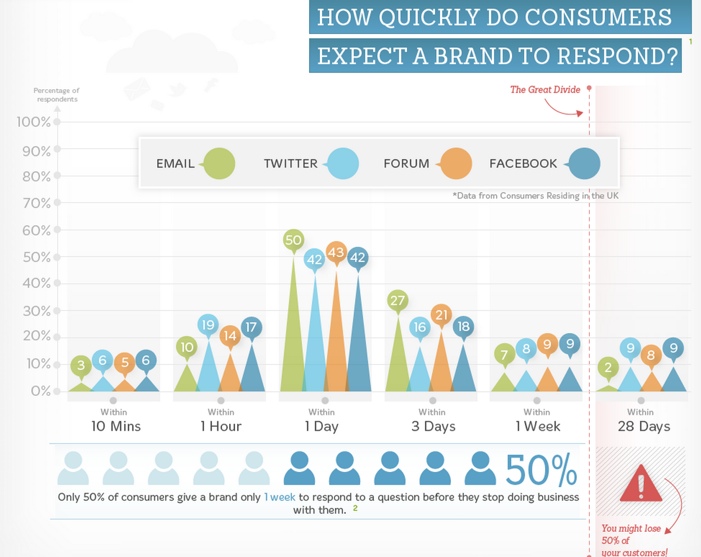 HOW QUICKLY DO CONSUMERS
EXPECT A BRAND TO RESPOND?
1
Percentage of
respondents
The Great Divide
100%
90%
80%
70%
60%
50%
40%
30%
20%
10%
0%
EMAIL TWITTER FORUM FACEBOOK
*Data from Consumers Residing in the UK
3 6 5 6
10 19 14 17
50 42 43 42
27 16 21 18
7 8 9 9
2 9 8 9
Within
10 Mins
Within
1 Hour
Within
1 Day
Within
3 Days
Within
1 Week
Within
28 Days
50%
Only 50% of consumers give a brand only 1 week to respond to a question before they stop doing business
with them. 2
You might lose
50% of
your customers!